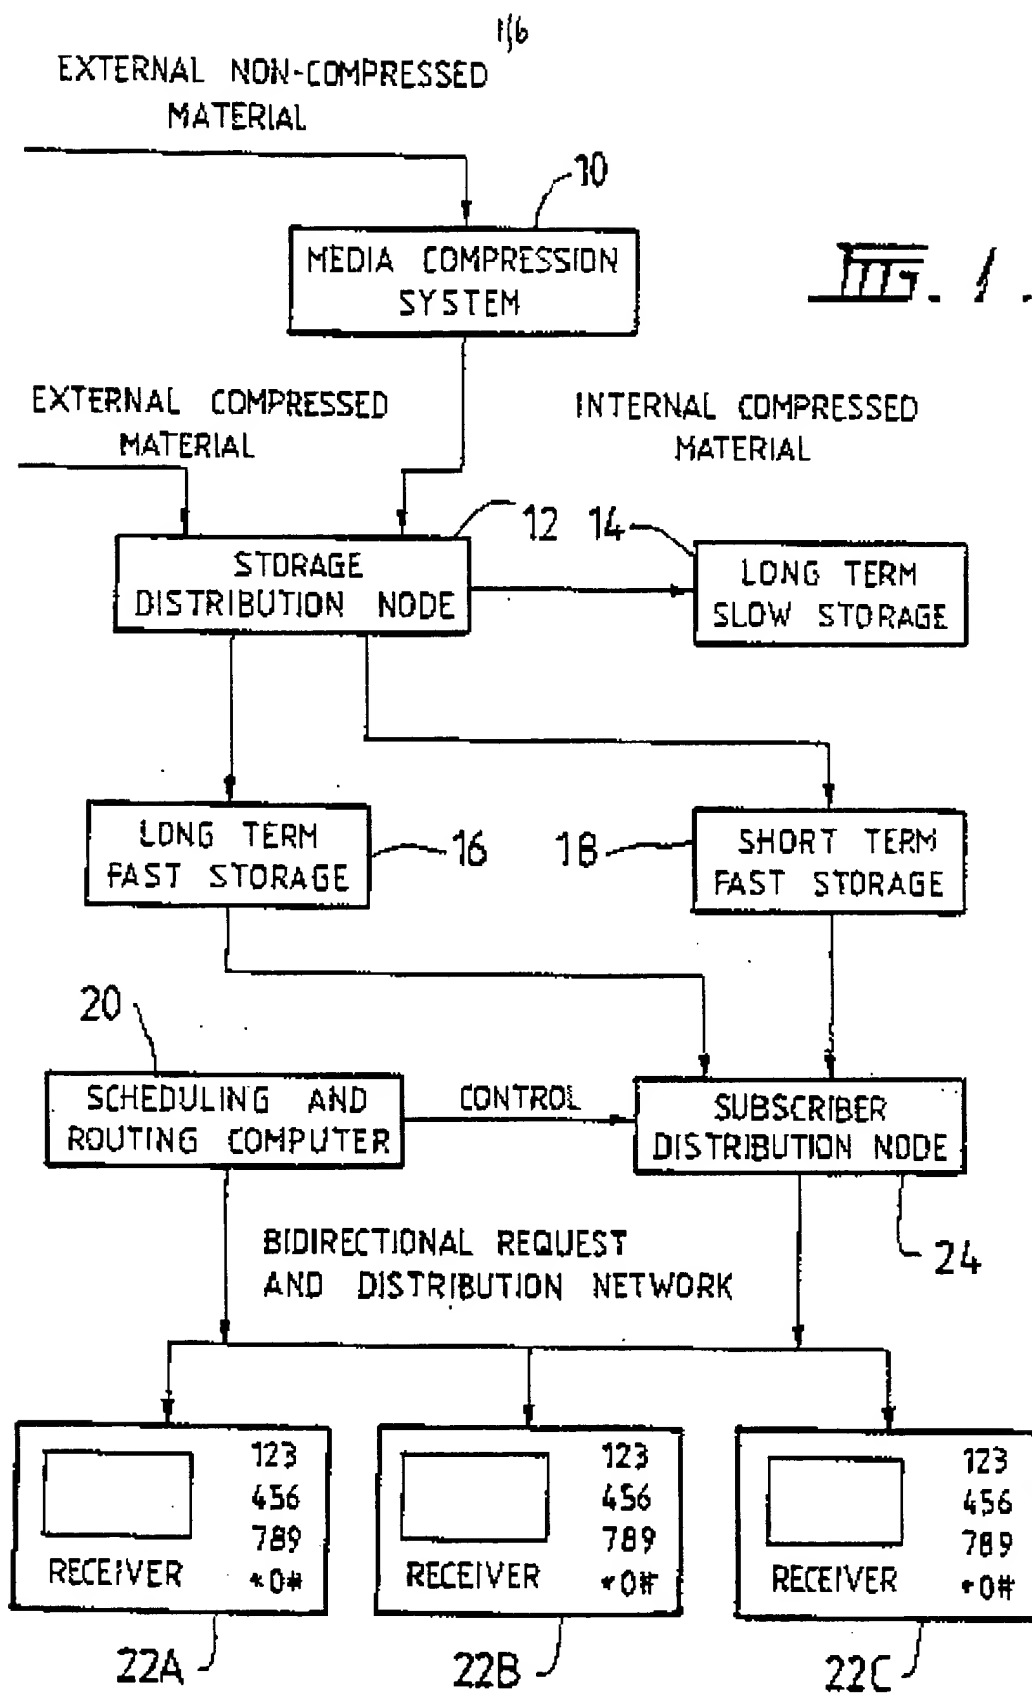 1/6
EXTERNAL NON-COMPRESSED
MATERIAL
10
MEDIA COMPRESSION
SYSTEM
FIG. 1.
EXTERNAL COMPRESSED
MATERIAL
INTERNAL COMPRESSED
MATERIAL
12
14
STORAGE
DISTRIBUTION NODE
LONG TERM
SLOW STORAGE
LONG TERM
FAST STORAGE
16
18
SHORT TERM
FAST STORAGE
20
SCHEDULING AND
ROUTING COMPUTER
CONTROL
SUBSCRIBER
DISTRIBUTION NODE
24
BIDIRECTIONAL REQUEST
AND DISTRIBUTION NETWORK
123
456
789
*0#
RECEIVER
22A
123
456
789
*0#
RECEIVER
22B
123
456
789
*0#
RECEIVER
22C